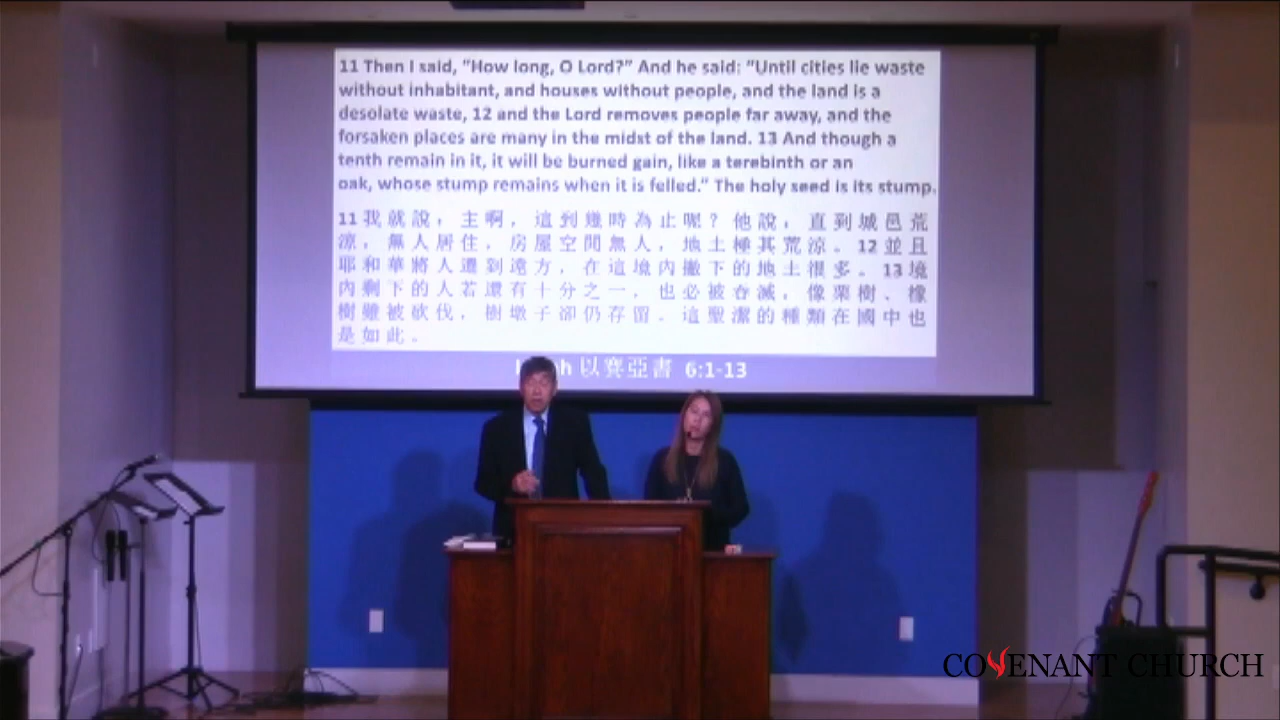 11 Then I said, “How long, O Lord?” And he said: “Until cities lie waste
without inhabitant, and houses without people, and the land is a
desolate waste, 12 and the Lord removes people far away, and the
forsaken places are many in the midst of the land. 13 And though a
tenth remain in it, it will be burned gain, like a terebinth or an
oak, whose stump remains when it is felled.” The holy seed is its stump.
11 我就說，主啊，這到幾時為止呢？他說，直到城邑荒
涼，無人居住，房屋空閒無人，地土極其荒涼。12 並且
耶和華將人遷到遠方，在這境內撇下的地土很多。13 境
內剩下的人若還有十分之一，也必被吞滅，像栗樹、橡
樹雖被砍伐，樹墩子卻仍存留。這聖潔的種類在國中也
是如此。
以賽亞書 6:1-13
COVENANT CHURCH